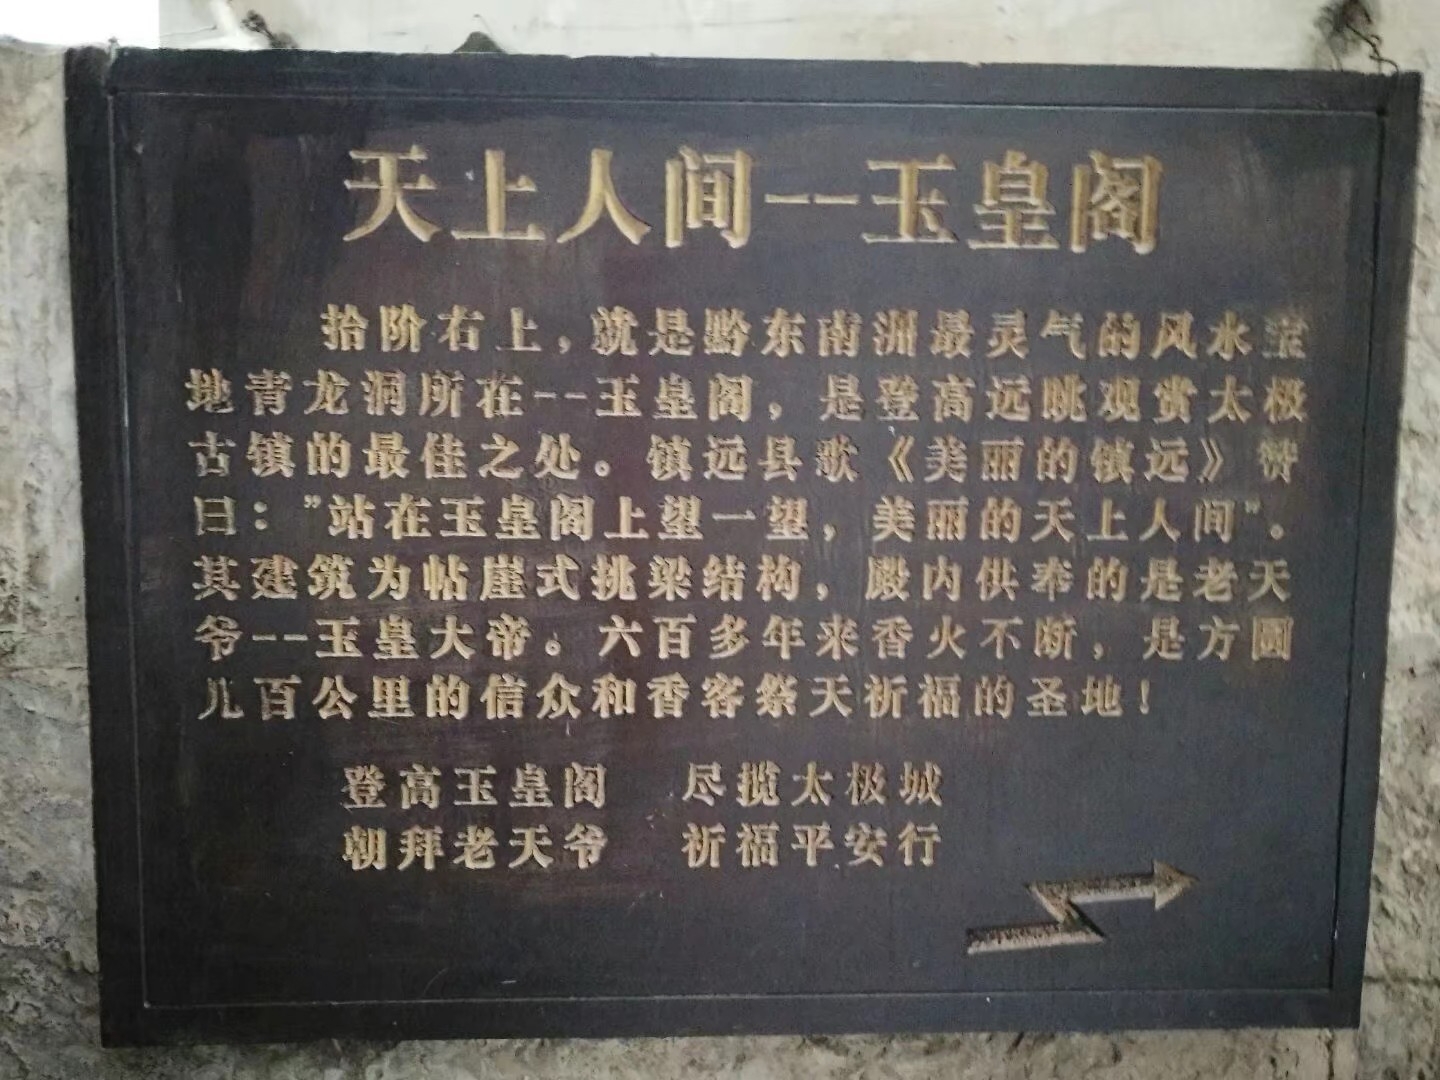 天上人间--玉皇阁
拾阶右上，就是黔东南洲最灵气的风水宝
地青龙洞所在--玉皇阁，是登高远眺观赏太极
古镇的最佳之处。镇远县歌《美丽的镇远》赞
曰："站在玉皇阁上望一望，美丽的天上人间"。
其建筑为帖崖式挑梁结构，殿内供奉的是老天
爷--玉皇大帝。六百多年来香火不断，是方圆
几百公里的信众和香客祭天祈福的圣地！
登高玉皇阁 尽揽太极城
朝拜老天爷 祈福平安行